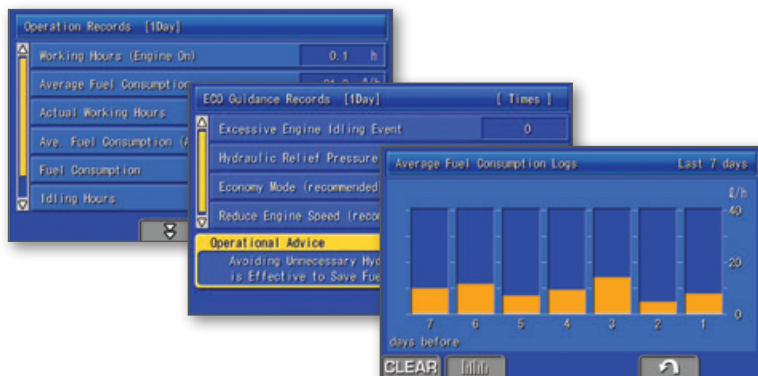 Operation Records [1Day]
Working Hours (Engine On) 0.1 h
Average Fuel Consumption
Actual Working Hours
Ave. Fuel Consumption
Fuel Consumption
Idling Hours
ECO Guidance Records [1Day] [ Times ]
Excessive Engine Idling Event 0
Hydraulic Relief Pressure
Economy Mode (recommended
Reduce Engine Speed
Operational Advice
Avoiding Unnecessary
is Effective to Save
Average Fuel Consumption Logs Last 7 days
ℓ/h
40
20
0
7 6 5 4 3 2 1
days before
CLEAR